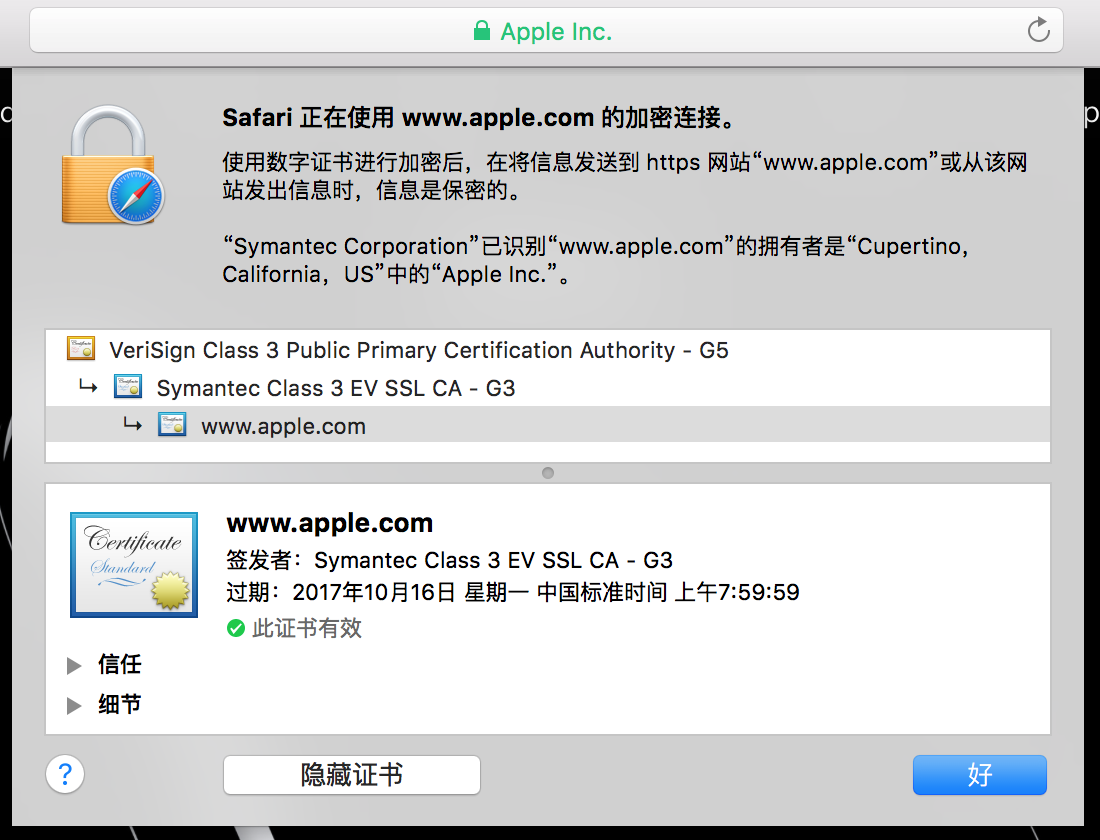 Apple Inc.
Safari 正在使用 www.apple.com 的加密连接。
使用数字证书进行加密后，在将信息发送到 https 网站“www.apple.com”或从该网
站发出信息时，信息是保密的。
“Symantec Corporation”已识别“www.apple.com”的拥有者是“Cupertino,
California，US”中的“Apple Inc.”。
VeriSign Class 3 Public Primary Certification Authority - G5
Symantec Class 3 EV SSL CA - G3
www.apple.com
Certificate
Standard
www.apple.com
签发者：Symantec Class 3 EV SSL CA - G3
过期：2017年10月16日 星期一 中国标准时间 上午7:59:59
此证书有效
信任
细节
?
隐藏证书
好